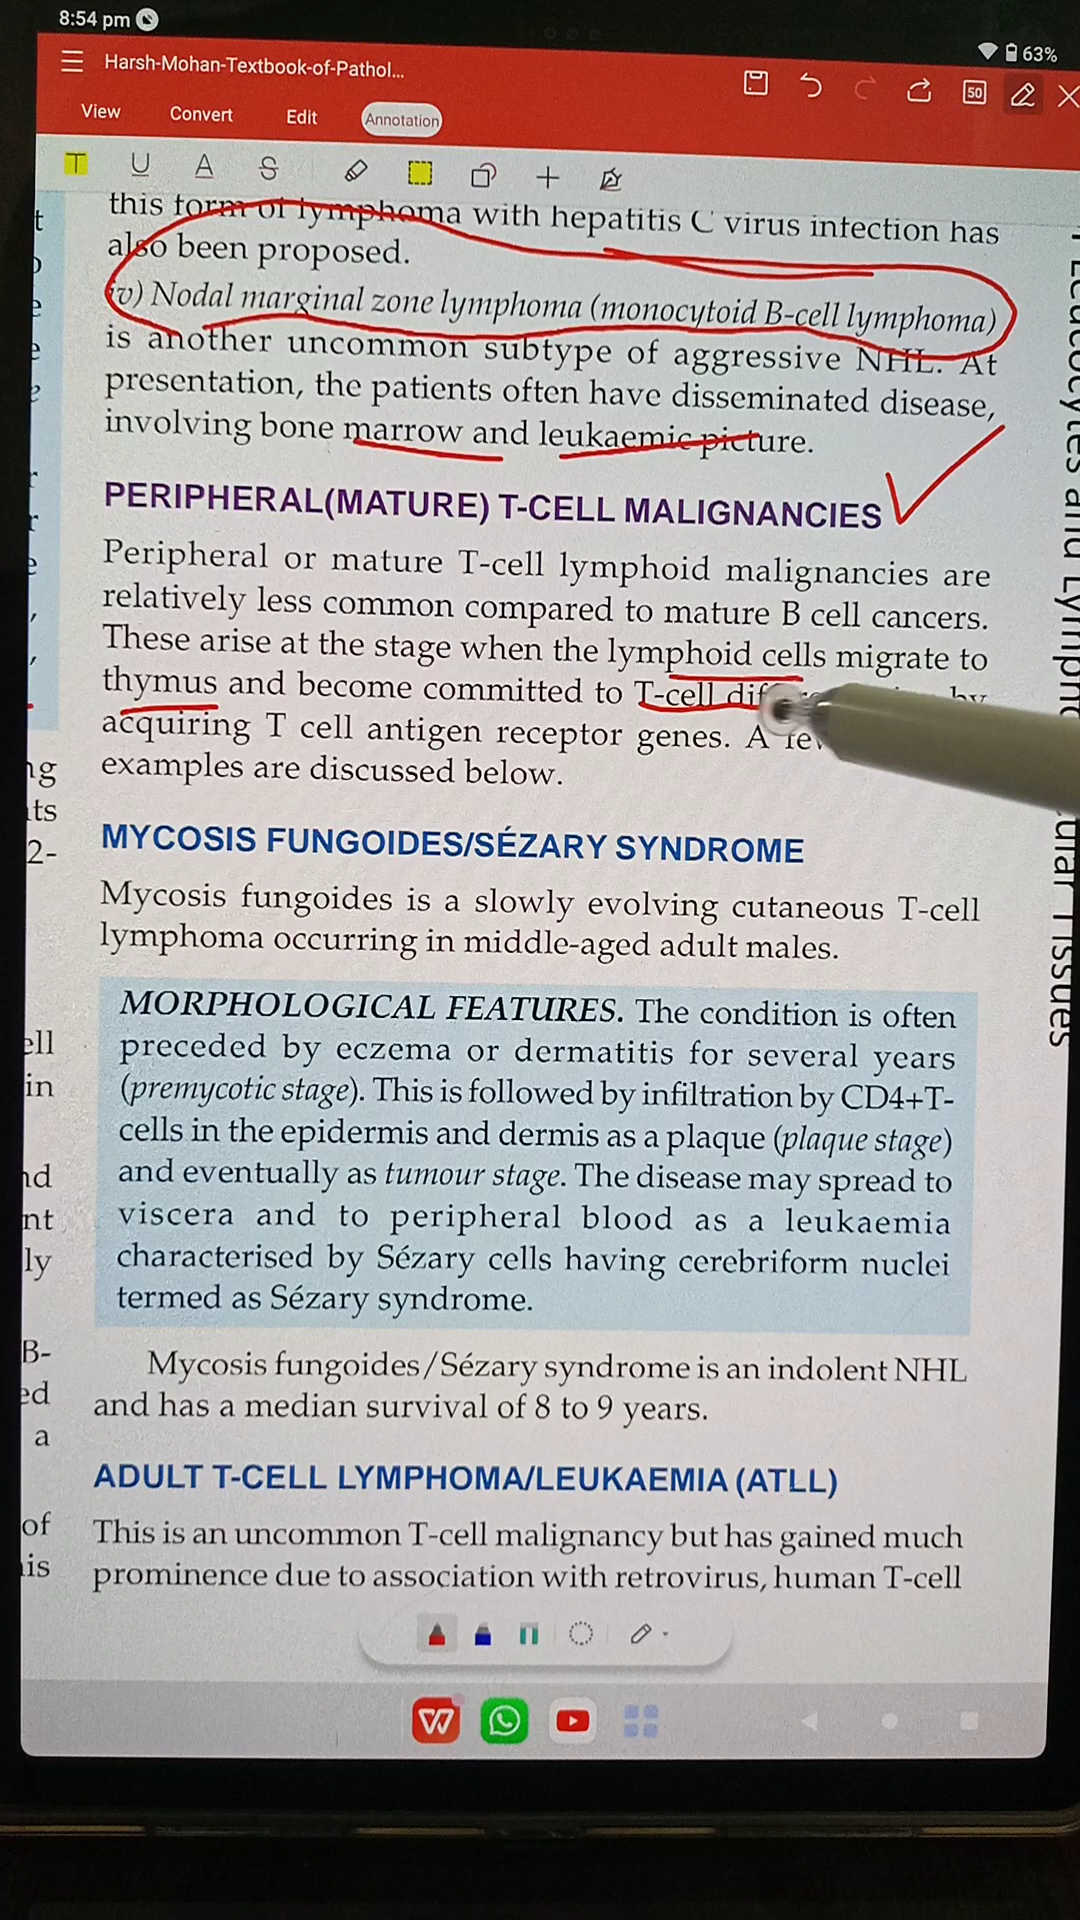 8:54 pm
63%
Harsh-Mohan-Textbook-of-Pathol...
50
View Convert Edit Annotation
T U A S
this form of lymphoma with hepatitis C virus infection has
also been proposed.
v) Nodal marginal zone lymphoma (monocytoid B-cell lymphoma)
is another uncommon subtype of aggressive NHL. At
presentation, the patients often have disseminated disease,
involving bone marrow and leukaemic picture.
PERIPHERAL(MATURE) T-CELL MALIGNANCIES
Peripheral or mature T-cell lymphoid malignancies are
relatively less common compared to mature B cell cancers.
These arise at the stage when the lymphoid cells migrate to
thymus and become committed to T-cell by
acquiring T cell antigen receptor genes. A
examples are discussed below.
MYCOSIS FUNGOIDES/SÉZARY SYNDROME
Mycosis fungoides is a slowly evolving cutaneous T-cell
lymphoma occurring in middle-aged adult males.
MORPHOLOGICAL FEATURES. The condition is often
preceded by eczema or dermatitis for several years
(premycotic stage). This is followed by infiltration by CD4+T-
cells in the epidermis and dermis as a plaque (plaque stage)
and eventually as tumour stage. The disease may spread to
viscera and to peripheral blood as a leukaemia
characterised by Sézary cells having cerebriform nuclei
termed as Sézary syndrome.
Mycosis fungoides/Sézary syndrome is an indolent NHL
and has a median survival of 8 to 9 years.
ADULT T-CELL LYMPHOMA/LEUKAEMIA (ATLL)
This is an uncommon T-cell malignancy but has gained much
prominence due to association with retrovirus, human T-cell
Leucocytes and Tissues